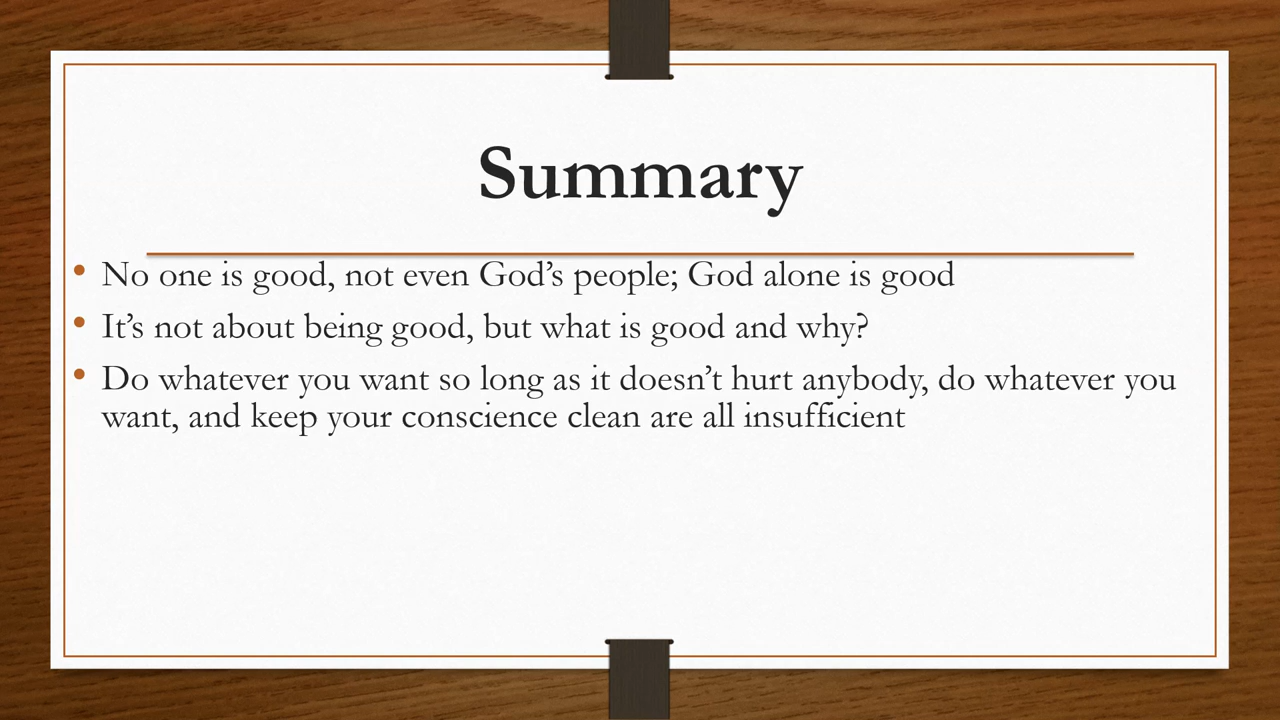 Summary
• No one is good, not even God’s people; God alone is good
• It’s not about being good, but what is good and why?
• Do whatever you want so long as it doesn’t hurt anybody, do whatever you
want, and keep your conscience clean are all insufficient